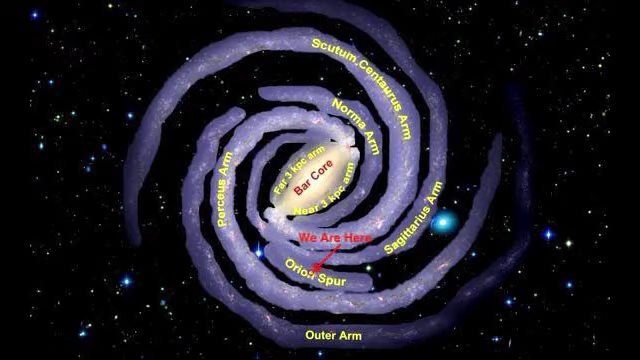 Scutum.Centaurus Arm
Norma Arm
Far 3 kpc arm
Bar Core
Near 3 kpc arm
Perceus Arm
Sagittarius Arm
We Are Here
Orion Spur
Outer Arm